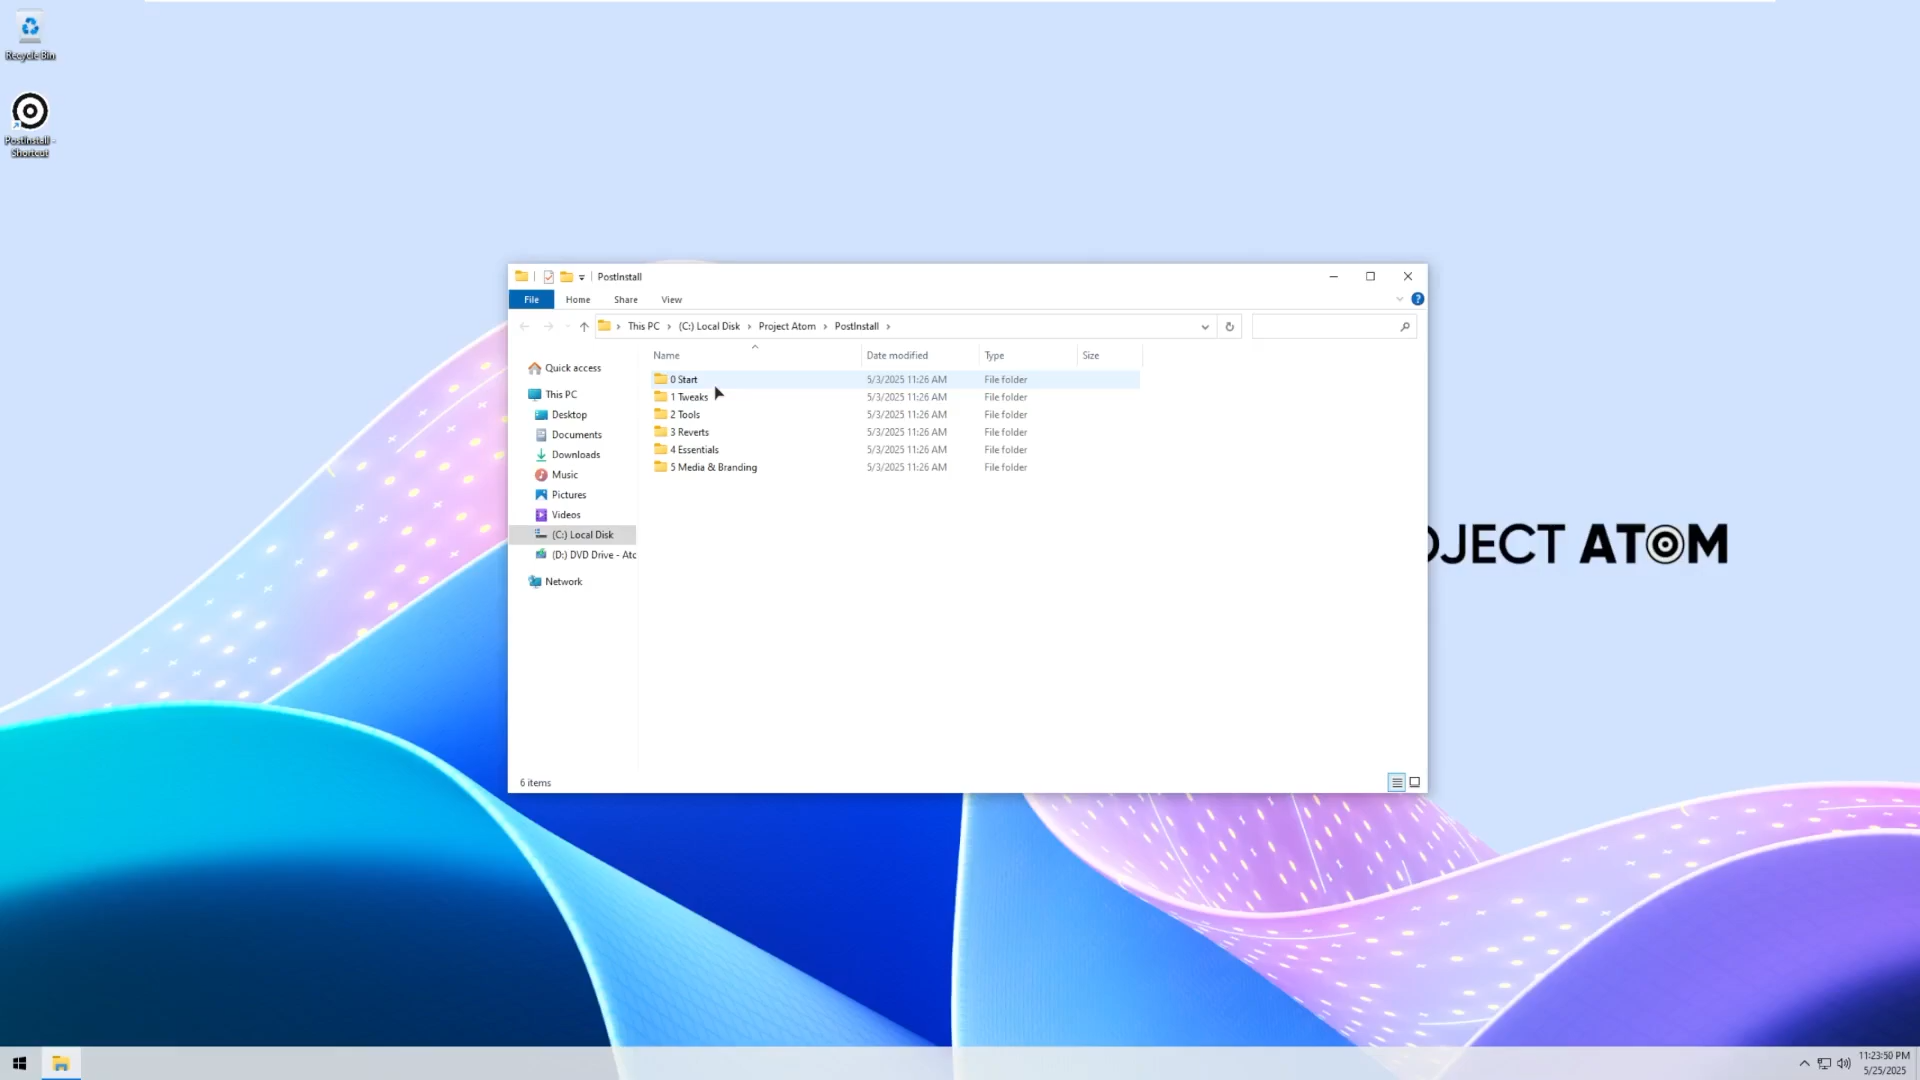 Recycle Bin
PostInstall -
Shortcut
PostInstall
File Home Share View
This PC (C:) Local Disk Project Atom PostInstall
Name Date modified Type Size
Quick access
This PC
Desktop
Documents
Downloads
Music
Pictures
Videos
(C:) Local Disk
(D:) DVD Drive - Atc
Network
0 Start 5/3/2025 11:26 AM File folder
1 Tweaks 5/3/2025 11:26 AM File folder
2 Tools 5/3/2025 11:26 AM File folder
3 Reverts 5/3/2025 11:26 AM File folder
4 Essentials 5/3/2025 11:26 AM File folder
5 Media & Branding 5/3/2025 11:26 AM File folder
6 items
OJECT ATOM
11:23:50 PM
5/25/2025